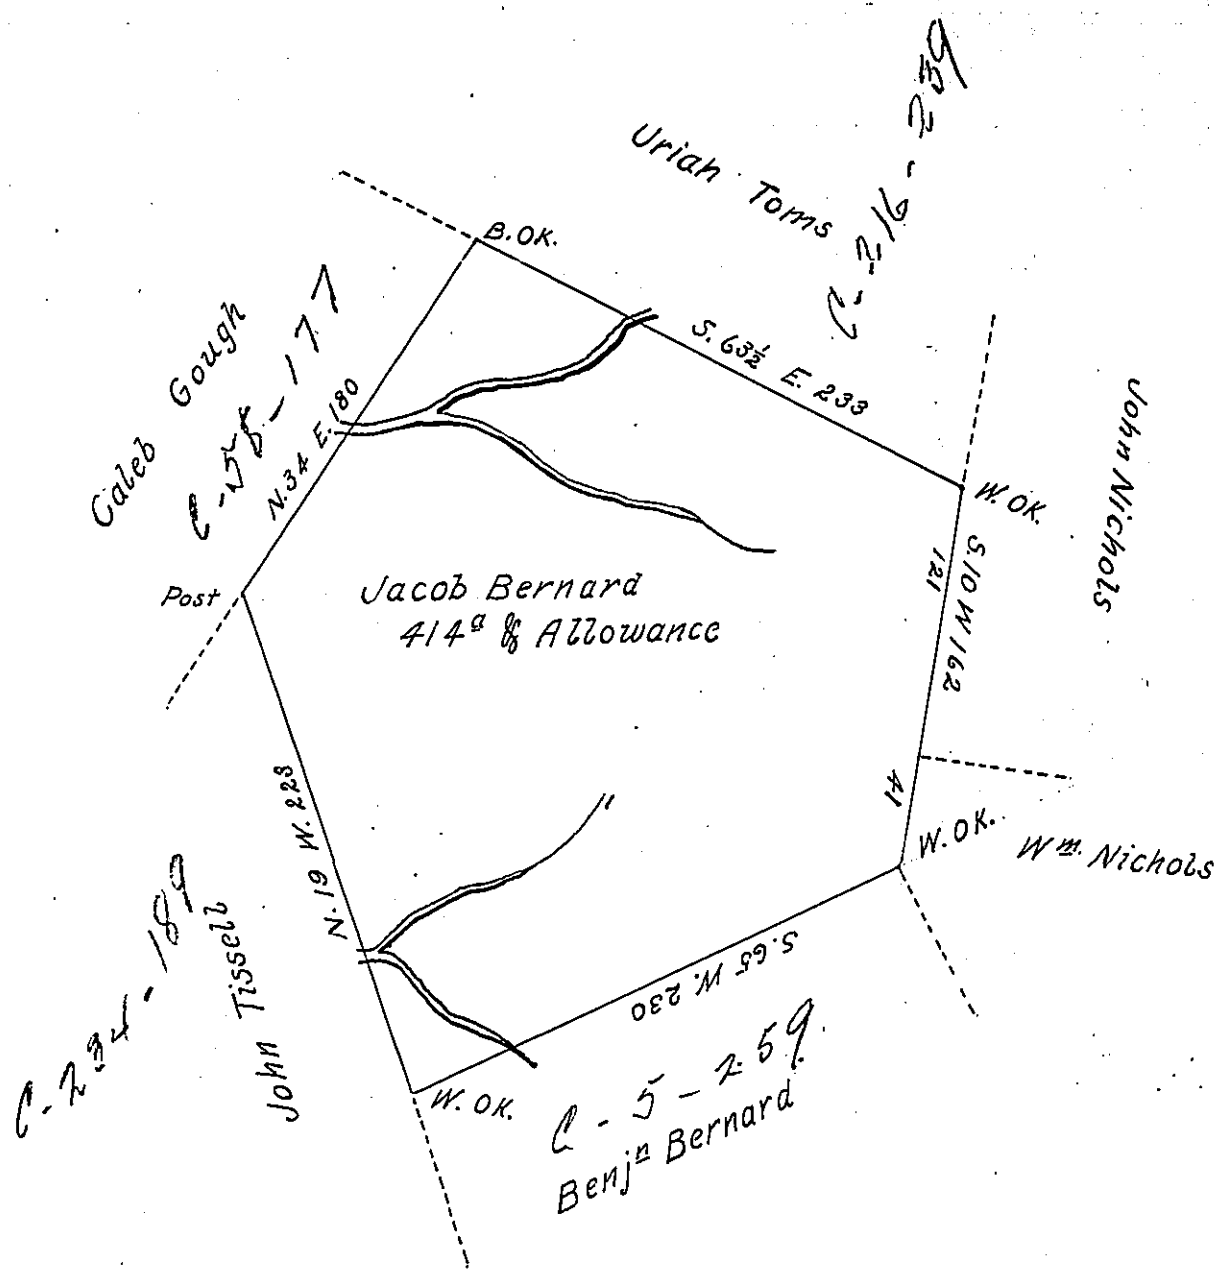 Uriah Toms
C-216-239
B.OK.
Caleb Gough
C-58-177
S. 63½ E. 233
N. 34 E. 180
John Nichols
W. OK.
S. 10 W 162
121
Post
Jacob Bernard
414ª & Allowance
41
W. OK.
Wm. Nichols
N. 19 W. 223
C-234-189
John Tissell
S. 65 W. 230
W. OK.
C-5-259
Benjn Bernard